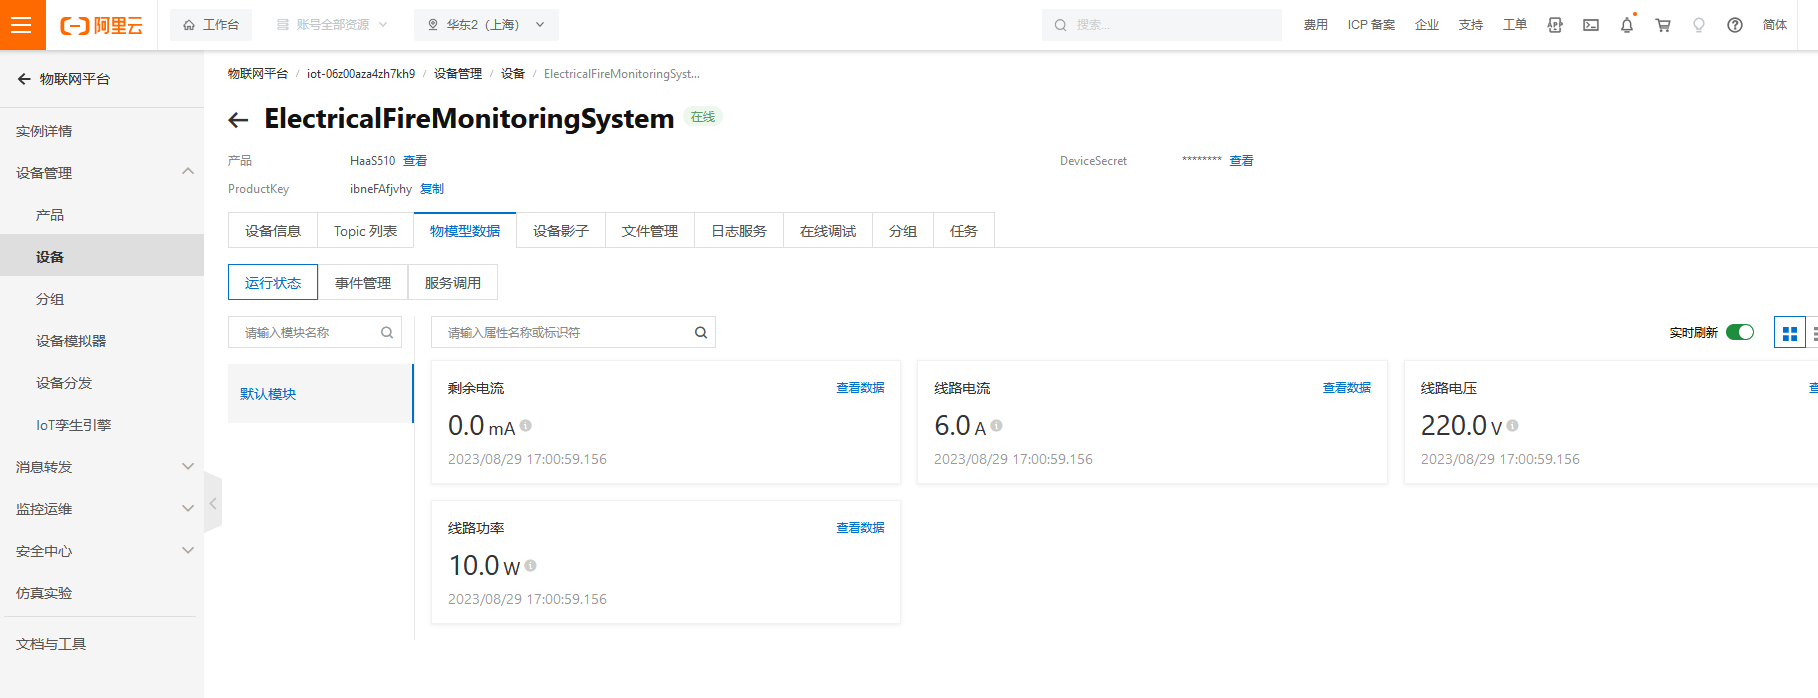 阿里云
工作台
账号全部资源
华东2（上海）
搜索...
费用
ICP 备案
企业
支持
工单
简体
物联网平台
实例详情
设备管理
产品
设备
分组
设备模拟器
设备分发
IoT孪生引擎
消息转发
监控运维
安全中心
仿真实验
文档与工具
物联网平台 / iot-06z00aza4zh7kh9 / 设备管理 / 设备 / ElectricalFireMonitoringSyst...
ElectricalFireMonitoringSystem 在线
产品 HaaS510 查看
DeviceSecret ******** 查看
ProductKey ibneFAfjvhy 复制
设备信息 Topic 列表 物模型数据 设备影子 文件管理 日志服务 在线调试 分组 任务
运行状态 事件管理 服务调用
请输入模块名称
请输入属性名称或标识符
实时刷新
默认模块
剩余电流 查看数据
0.0 mA
2023/08/29 17:00:59.156
线路电流 查看数据
6.0 A
2023/08/29 17:00:59.156
线路电压
220.0 V
2023/08/29 17:00:59.156
线路功率 查看数据
10.0 W
2023/08/29 17:00:59.156